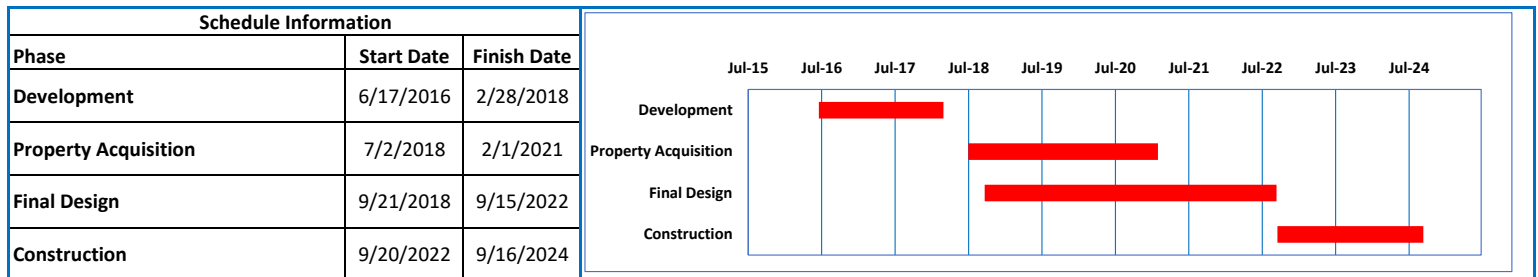 Schedule Information
Phase Start Date Finish Date
Development 6/17/2016 2/28/2018
Property Acquisition 7/2/2018 2/1/2021
Final Design 9/21/2018 9/15/2022
Construction 9/20/2022 9/16/2024
Jul-15 Jul-16 Jul-17 Jul-18 Jul-19 Jul-20 Jul-21 Jul-22 Jul-23 Jul-24
Development
Property Acquisition
Final Design
Construction